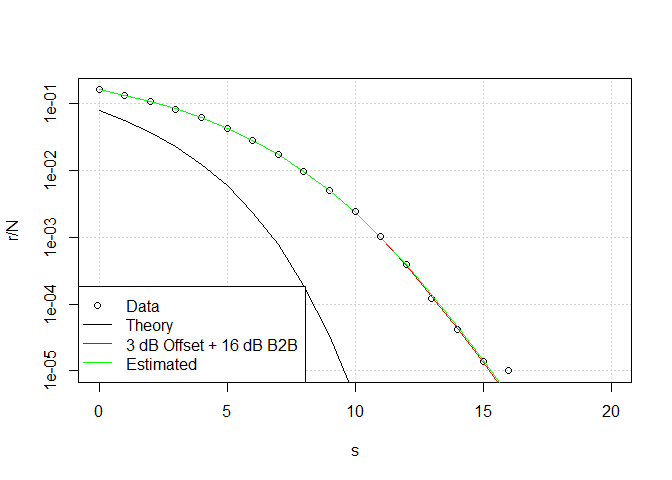 r/N
1e-01
1e-02
1e-03
1e-04
1e-05
Data
Theory
3 dB Offset + 16 dB B2B
Estimated
0 5 10 15 20
s